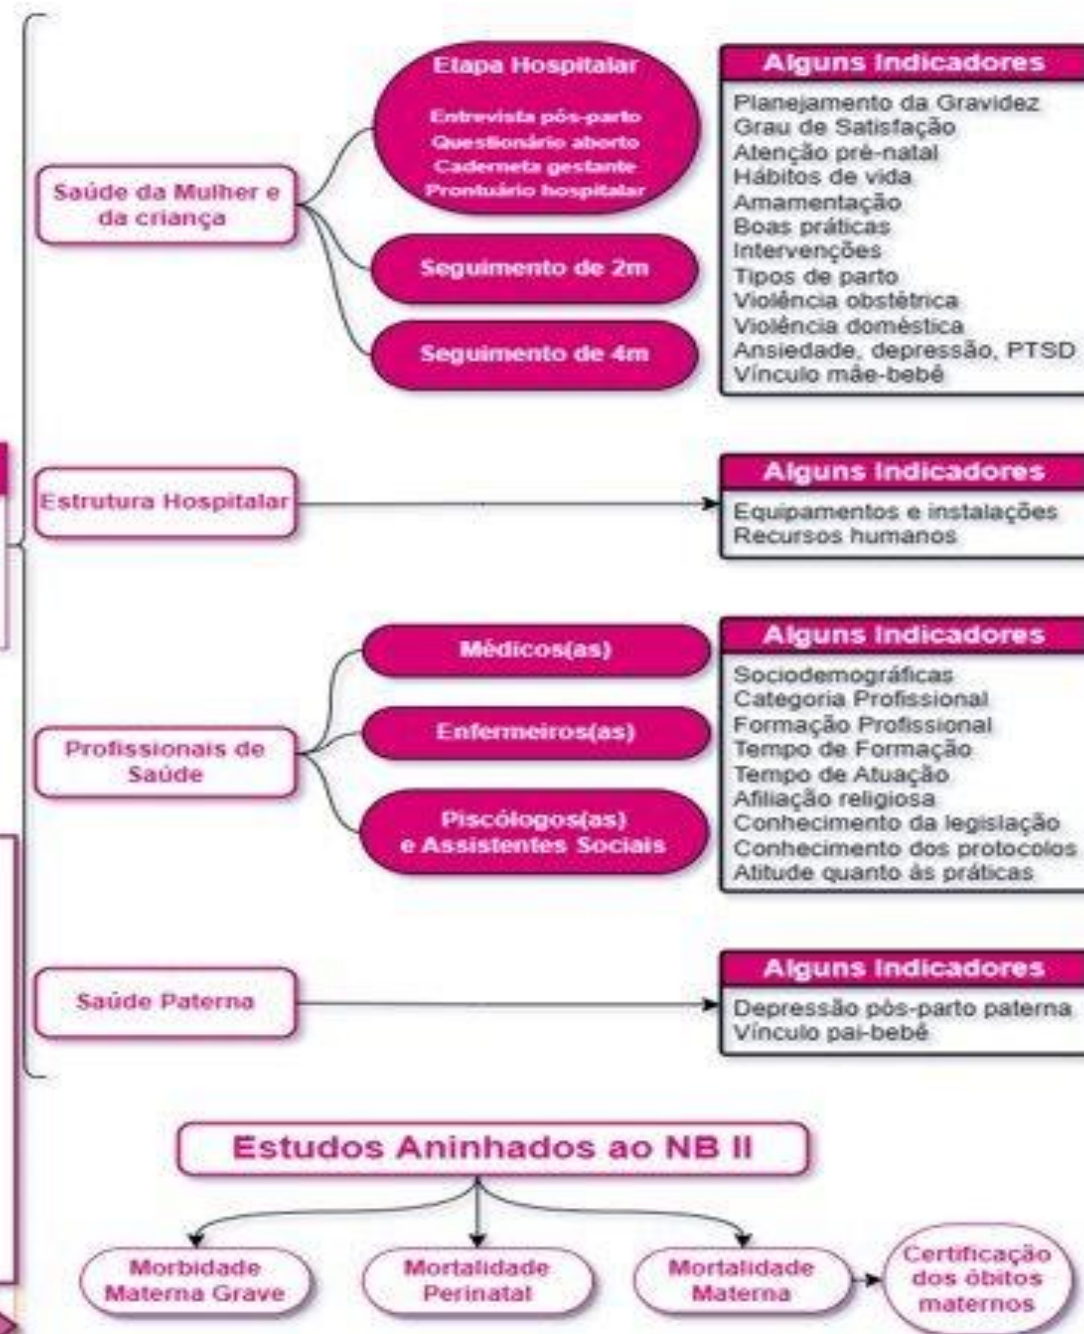 Etapa Hospitalar
Entrevista pós-parto
Questionário aborto
Caderneta gestante
Prontuário hospitalar
Saúde da Mulher e
da criança
Seguimento de 2m
Seguimento de 4m
Alguns Indicadores
Planejamento da Gravidez
Grau de Satisfação
Atenção pré-natal
Hábitos de vida
Amamentação
Boas práticas
Intervenções
Tipos de parto
Violência obstétrica
Violência doméstica
Ansiedade, depressão, PTSD
Vínculo mãe-bebê
Estrutura Hospitalar
Alguns Indicadores
Equipamentos e instalações
Recursos humanos
Profissionais de
Saúde
Médicos(as)
Enfermeiros(as)
Piscólogos(as)
e Assistentes Sociais
Alguns Indicadores
Sociodemográficas
Categoria Profissional
Formação Profissional
Tempo de Formação
Tempo de Atuação
Afiliação religiosa
Conhecimento da legislação
Conhecimento dos protocolos
Atitude quanto às práticas
Saúde Paterna
Alguns Indicadores
Depressão pós-parto paterna
Vínculo pai-bebê
Estudos Aninhados ao NB II
Morbidade
Materna Grave
Mortalidade
Perinatal
Mortalidade
Materna
Certificação
dos óbitos
maternos